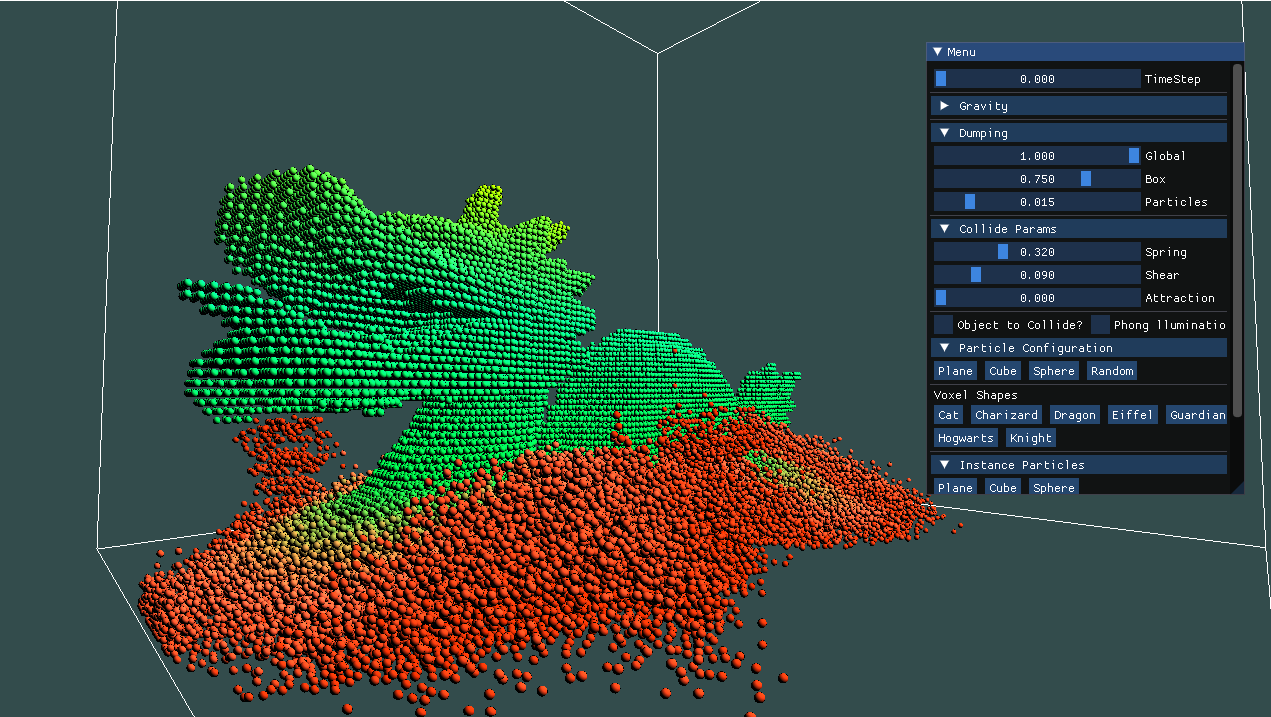 Menu
0.000 TimeStep
Gravity
Dumping
1.000 Global
0.750 Box
0.015 Particles
Collide Params
0.320 Spring
0.090 Shear
0.000 Attraction
Object to Collide? Phong lluminatio
Particle Configuration
Plane Cube Sphere Random
Voxel Shapes
Cat Charizard Dragon Eiffel Guardian
Hogwarts Knight
Instance Particles
Plane Cube Sphere